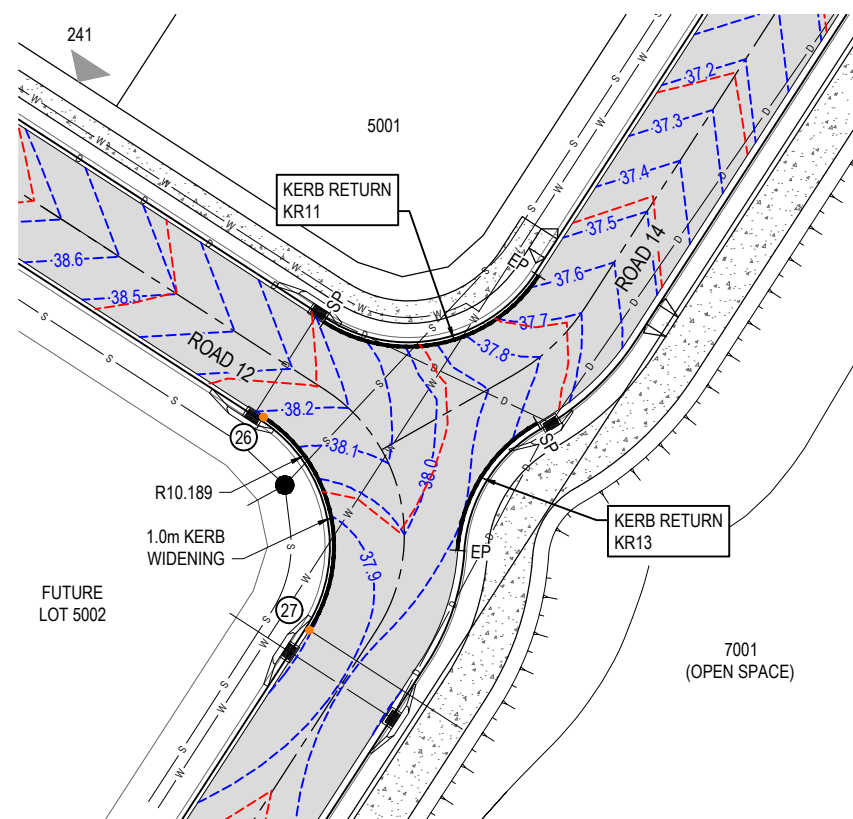 241
5001
KERB RETURN
KR11
37.2
37.3
37.4
37.5
37.6
37.7
37.8
ROAD 14
EP
SP
38.6
38.5
ROAD 12
38.2
38.1
38.0
37.9
26
R10.189
1.0m KERB
WIDENING
SP
EP
KERB RETURN
KR13
FUTURE
LOT 5002
27
7001
(OPEN SPACE)
S
W
D